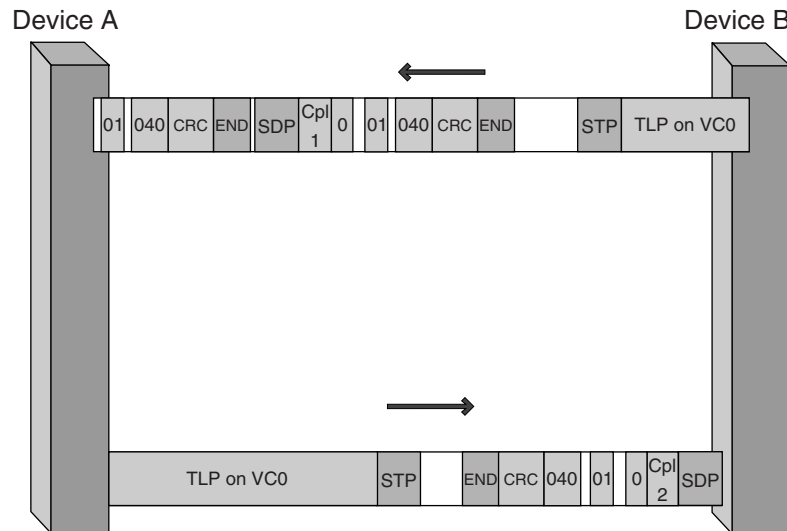 Device A
Device B
01 040 CRC END SDP Cpl 1 0 01 040 CRC END STP TLP on VC0
TLP on VC0 STP END CRC 040 01 0 Cpl 2 SDP